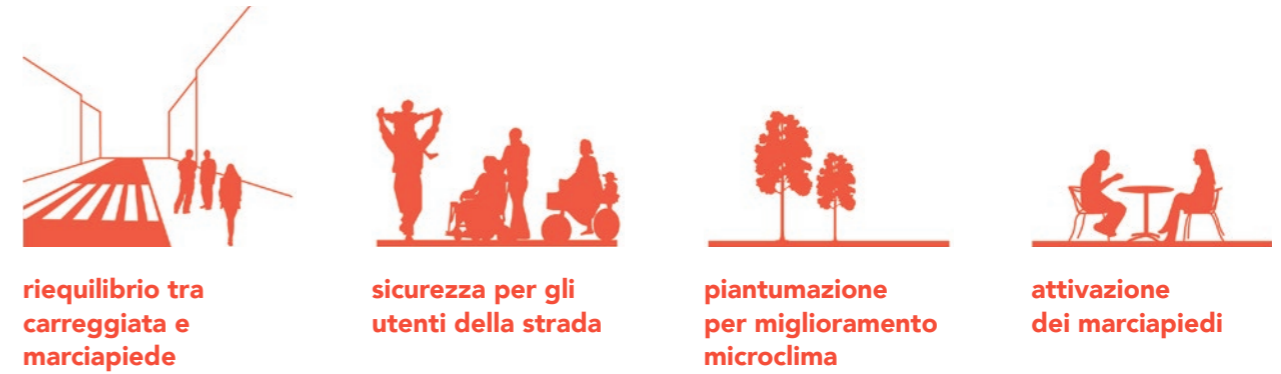 riequilibrio tra
carreggiata e
marciapiede
sicurezza per gli
utenti della strada
piantumazione
per miglioramento
microclima
attivazione
dei marciapiedi